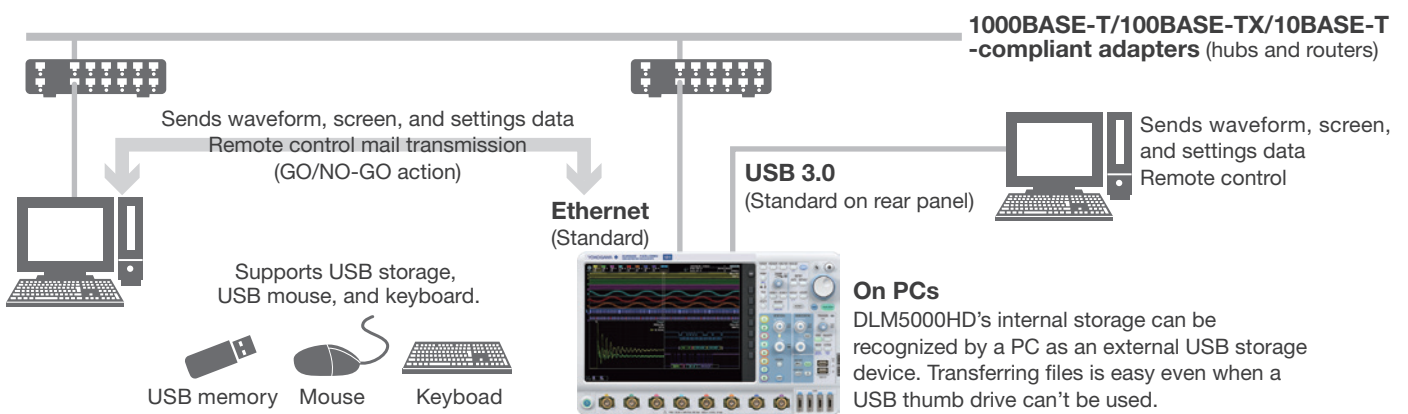 1000BASE-T/100BASE-TX/10BASE-T
-compliant adapters (hubs and routers)
Sends waveform, screen, and settings data
Remote control mail transmission
(GO/NO-GO action)
Sends waveform, screen,
and settings data
Remote control
USB 3.0
(Standard on rear panel)
Ethernet
(Standard)
Supports USB storage,
USB mouse, and keyboard.
USB memory
Mouse
Keyboad
On PCs
DLM5000HD’s internal storage can be
recognized by a PC as an external USB storage
device. Transferring files is easy even when a
USB thumb drive can’t be used.
YOKOGAWA